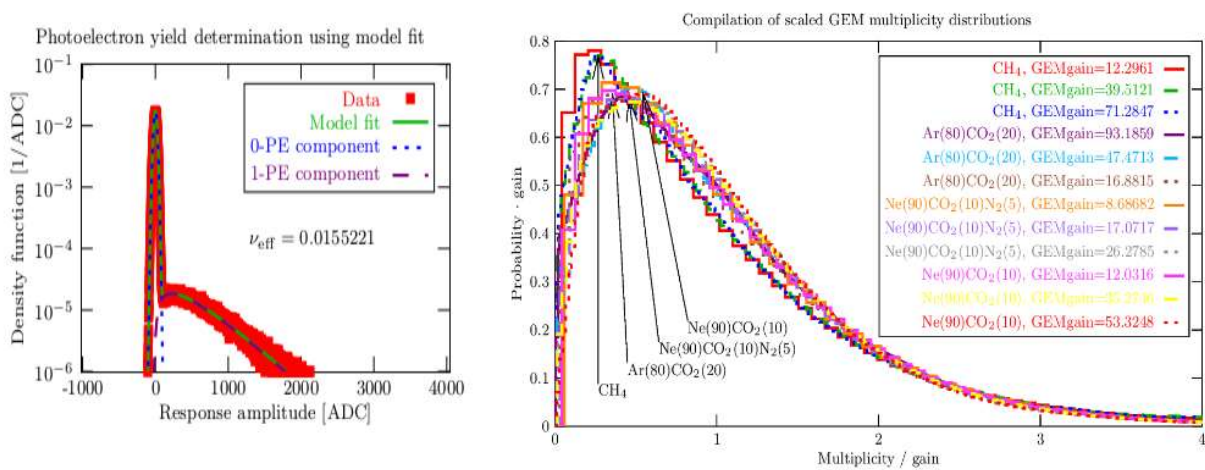 Photoelectron yield determination using model fit
Density function [1/ADC]
10⁻¹
10⁻²
10⁻³
10⁻⁴
10⁻⁵
10⁻⁶
Data
Model fit
0-PE component
1-PE component
ν_eff = 0.0155221
-1000 0 1000 2000 3000 4000
Response amplitude [ADC]
Compilation of scaled GEM multiplicity distributions
Probability · gain
0.8
0.7
0.6
0.5
0.4
0.3
0.2
0.1
0
CH₄, GEMgain=12.2961
CH₄, GEMgain=39.5121
CH₄, GEMgain=71.2847
Ar(80)CO₂(20), GEMgain=93.1859
Ar(80)CO₂(20), GEMgain=47.4713
Ar(80)CO₂(20), GEMgain=16.8815
Ne(90)CO₂(10)N₂(5), GEMgain=8.68682
Ne(90)CO₂(10)N₂(5), GEMgain=17.0717
Ne(90)CO₂(10)N₂(5), GEMgain=26.2785
Ne(90)CO₂(10), GEMgain=12.0316
Ne(90)CO₂(10),
Ne(90)CO₂(10), GEMgain=53.3248
Ne(90)CO₂(10)
Ne(90)CO₂(10)N₂(5)
Ar(80)CO₂(20)
CH₄
0 1 2 3 4
Multiplicity / gain